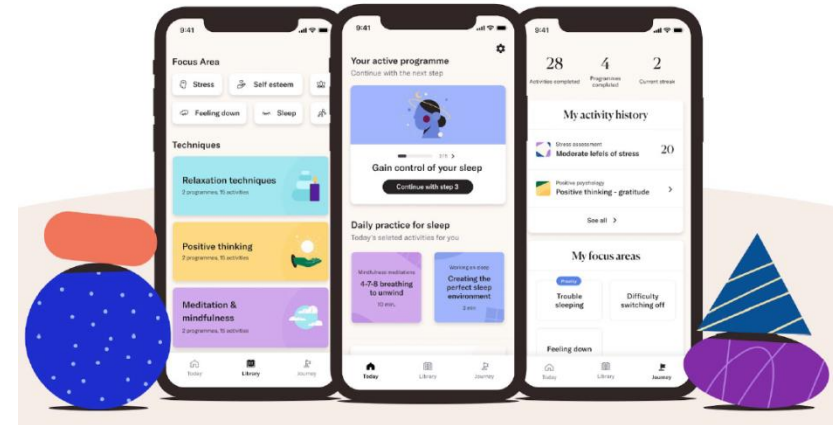 9:41
Focus Area
Stress
Self esteem
Feeling down
Sleep
Techniques
Relaxation techniques
2 programmes, 15 activities
Positive thinking
2 programmes, 15 activities
Meditation &
mindfulness
2 programmes, 15 activities
Today
Library
Journey
9:41
Your active programme
Continue with the next step
Gain control of your sleep
Continue with step 3
Daily practice for sleep
Today's seleted activities for you
Mindfulness meditations
4-7-8 breathing
to unwind
10 min.
Working on sleep
Creating the
perfect sleep
environment
Today
Library
Journey
9:41
28
4
2
Activities completed
Programmes
completed
Current streak
My activity history
Stress assessment
Moderate lefels of stress
20
Positive psychology
Positive thinking - gratitude
See all
My focus areas
Priority
Trouble
sleeping
Difficulty
switching off
Feeling down
Today
Library
Journey